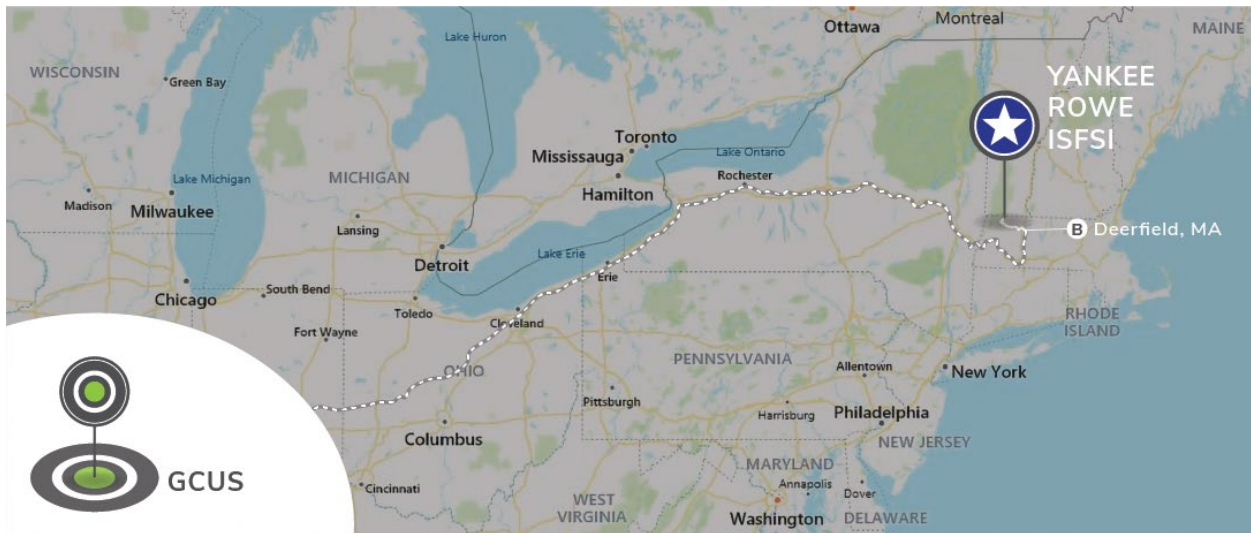 Ottawa
Montreal
MAINE
Lake Huron
WISCONSIN
Green Bay
YANKEE
ROWE
ISFSI
Toronto
Mississauga
Lake Ontario
Rochester
Hamilton
Lake Michigan
MICHIGAN
Madison
Milwaukee
Lansing
B Deerfield, MA
Detroit
Lake Erie
Erie
Chicago
South Bend
Toledo
Cleveland
RHODE
ISLAND
Fort Wayne
OHIO
PENNSYLVANIA
Allentown
New York
Pittsburgh
Harrisburg
Philadelphia
Columbus
NEW JERSEY
GCUS
Cincinnati
MARYLAND
Annapolis
Dover
WEST
VIRGINIA
Washington
DELAWARE